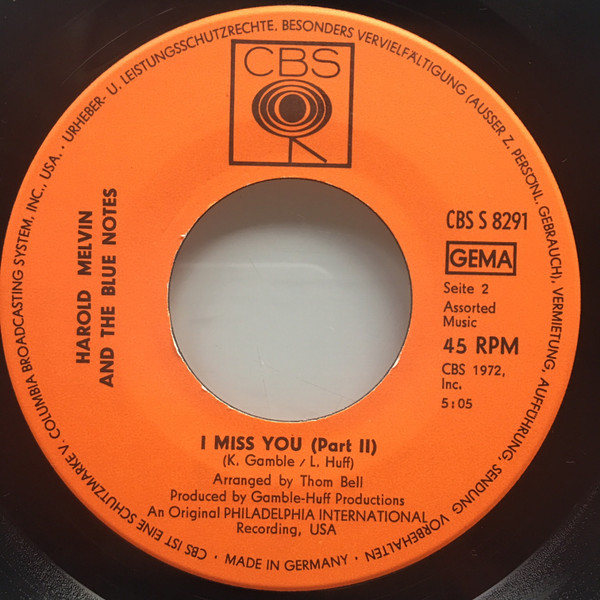 URHEBER- U. LEISTUNGSSCHUTZRECHTE, BESONDERS VERVIELFÄLTIGUNG (AUSSER Z. PERSÖNL. GEBRAUCH), VERMIETUNG, AUFFÜHRUNG, SENDUNG VORBEHALTEN
CBS
HAROLD MELVIN
AND THE BLUE NOTES
CBS S 8291
GEMA
Seite 2
Assorted
Music
45 RPM
CBS 1972,
Inc.
5:05
I MISS YOU (Part II)
(K. Gamble / L. Huff)
Arranged by Thom Bell
Produced by Gamble-Huff Productions
An Original PHILADELPHIA INTERNATIONAL
Recording, USA
· MADE IN GERMANY ·
CBS IST EINE SCHUTZMARKE V. COLUMBIA BROADCASTING SYSTEM, INC., USA. ·